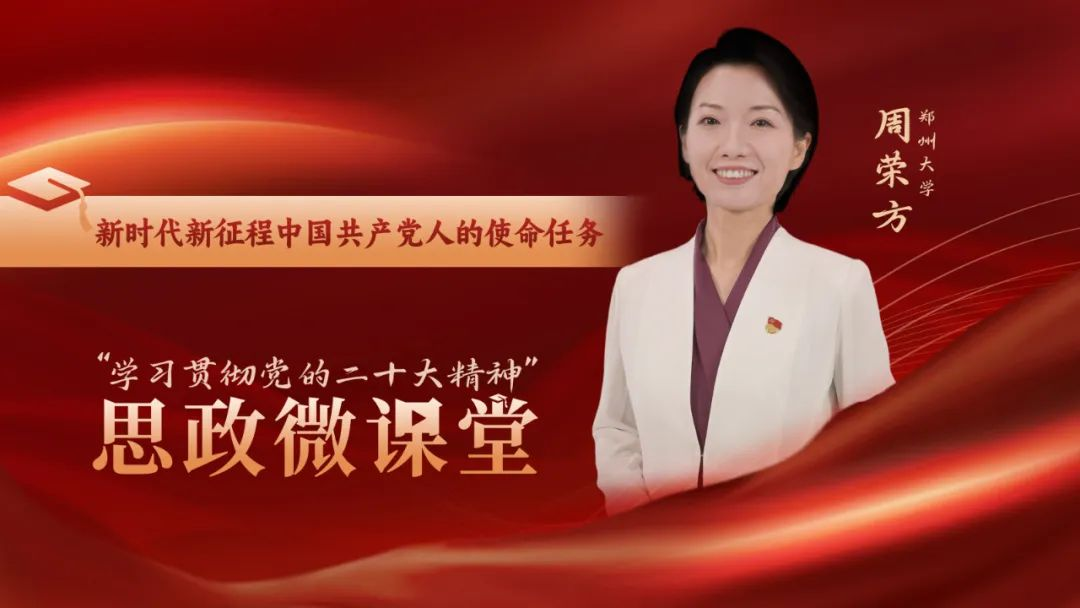 郑州大学
周荣方
新时代新征程中国共产党人的使命任务
“学习贯彻党的二十大精神”
思政微课堂